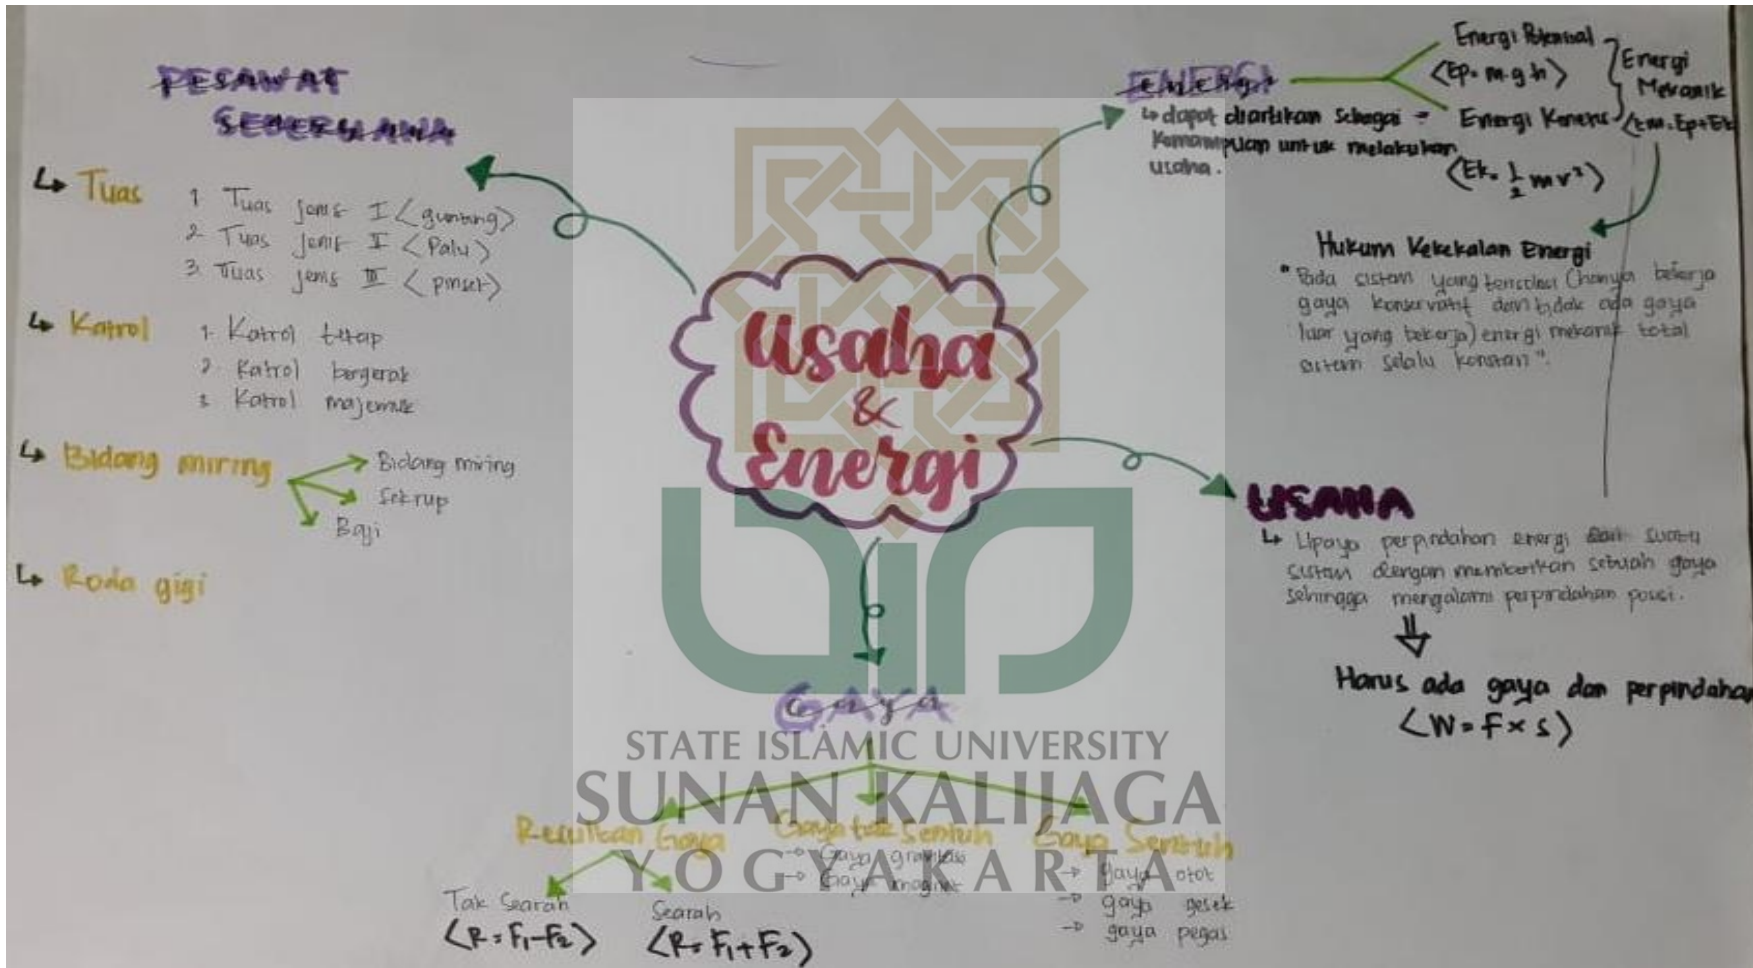 PESAWAT
SEDERHANA
↳ Tuas
1 Tuas jenis I <gunting>
2. Tuas jenis II <Palu>
3. Tuas jenis III <pinset>
↳ Katrol
1. Katrol tetap
2. Katrol bergerak
3. Katrol majemuk
↳ Bidang miring
Bidang miring
Sekrup
Baji
↳ Roda gigi
Usaha
&
Energi
ENERGI
↳ dapat diartikan sebagai
Kemampuan untuk melakukan
usaha.
Energi Potensial
<Ep = m.g.h>
Energi Kinetis
<Ek = 1/2 mv²>
Energi
Mekanik
<Em = Ep+Ek
Hukum Kekekalan Energi
"Pada sistem yang terisolasi (hanya bekerja
gaya konservatif dan tidak ada gaya
luar yang bekerja) energi mekanik total
sistem selalu konstan".
USAHA
↳ Upaya perpindahan energi dari suatu
sistem dengan memberikan sebuah gaya
sehingga mengalami perpindahan posisi.
Harus ada gaya dan perpindahan
<W = F x s>
GAYA
Resultan Gaya
Tak Searah
<R = F₁-F₂>
Searah
<R = F₁+F₂>
Gaya tak Sentuh
→ Gaya gravitasi
→ Gaya magnet
Gaya Sentuh
→ gaya otot
→ gaya gesek
→ gaya pegas
STATE ISLAMIC UNIVERSITY
SUNAN KALIJAGA
YOGYAKARTA